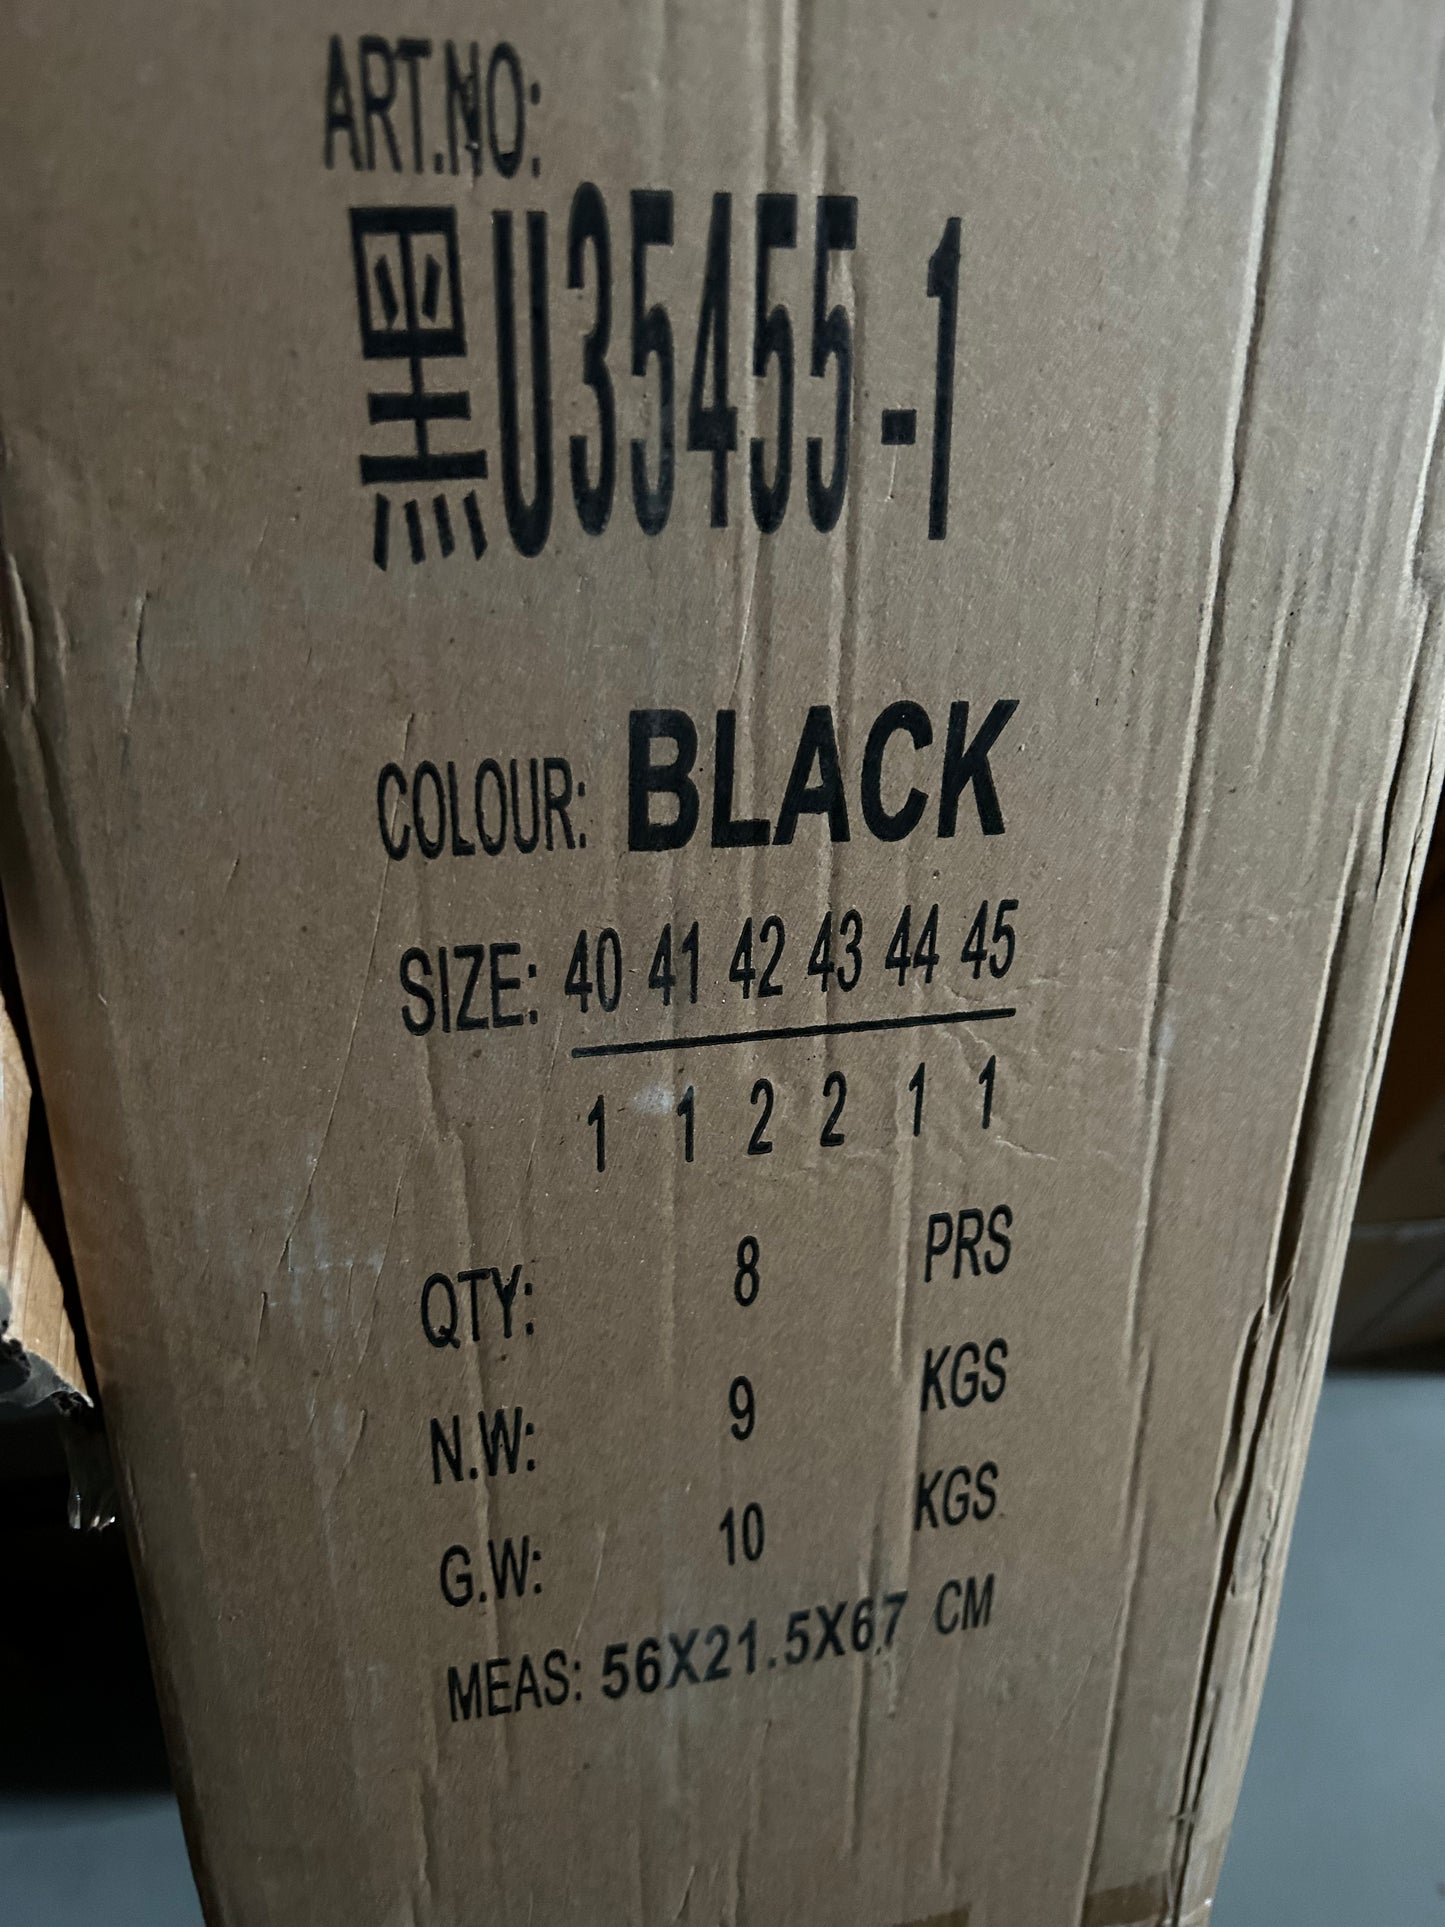 ART.NO:
黑U35455-1
COLOUR: BLACK
SIZE: 40 41 42 43 44 45
1 1 2 2 1 1
QTY: 8 PRS
N.W: 9 KGS
G.W: 10 KGS
MEAS: 56X21.5X67 CM